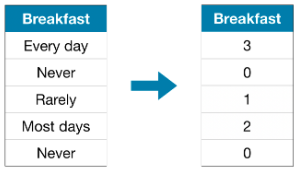 Breakfast
Every day
Never
Rarely
Most days
Never
Breakfast
3
0
1
2
0